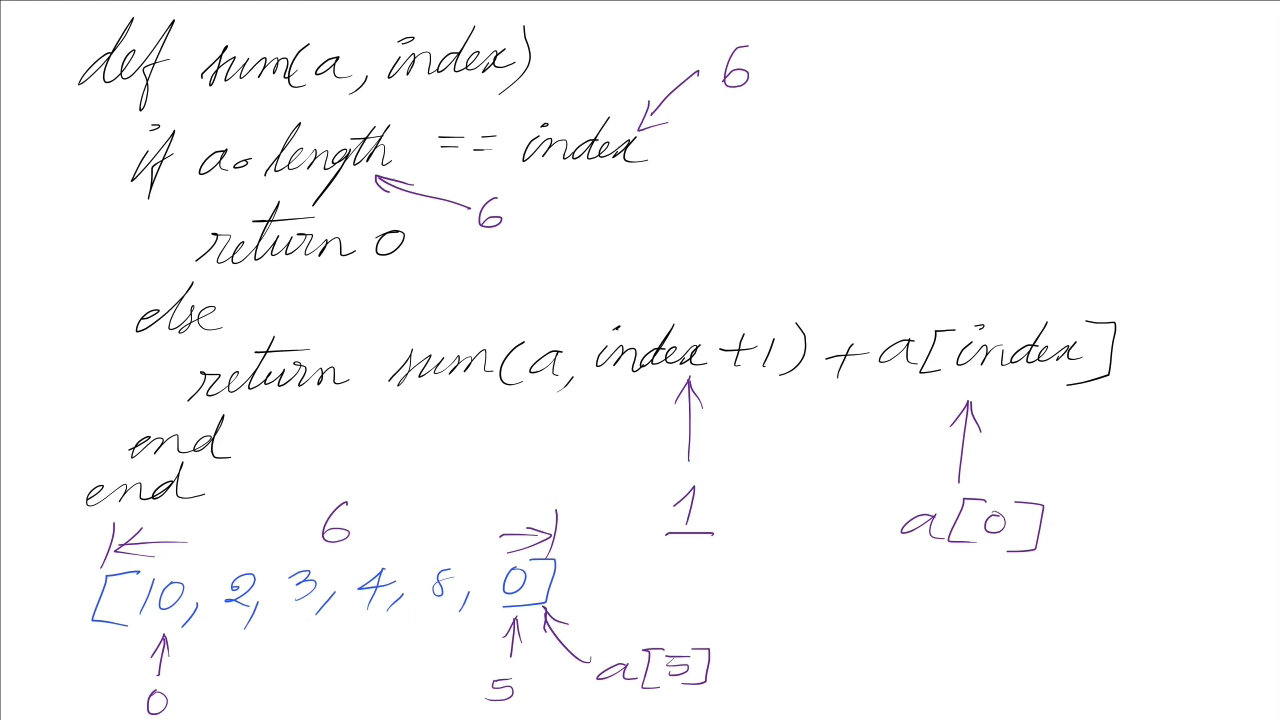 def sum(a, index)
6
if a.length == index
6
return 0
else
return sum(a, index+1) + a[index]
end
end
1
a[0]
6
[10, 2, 3, 4, 8, 0]
0
5
a[5]